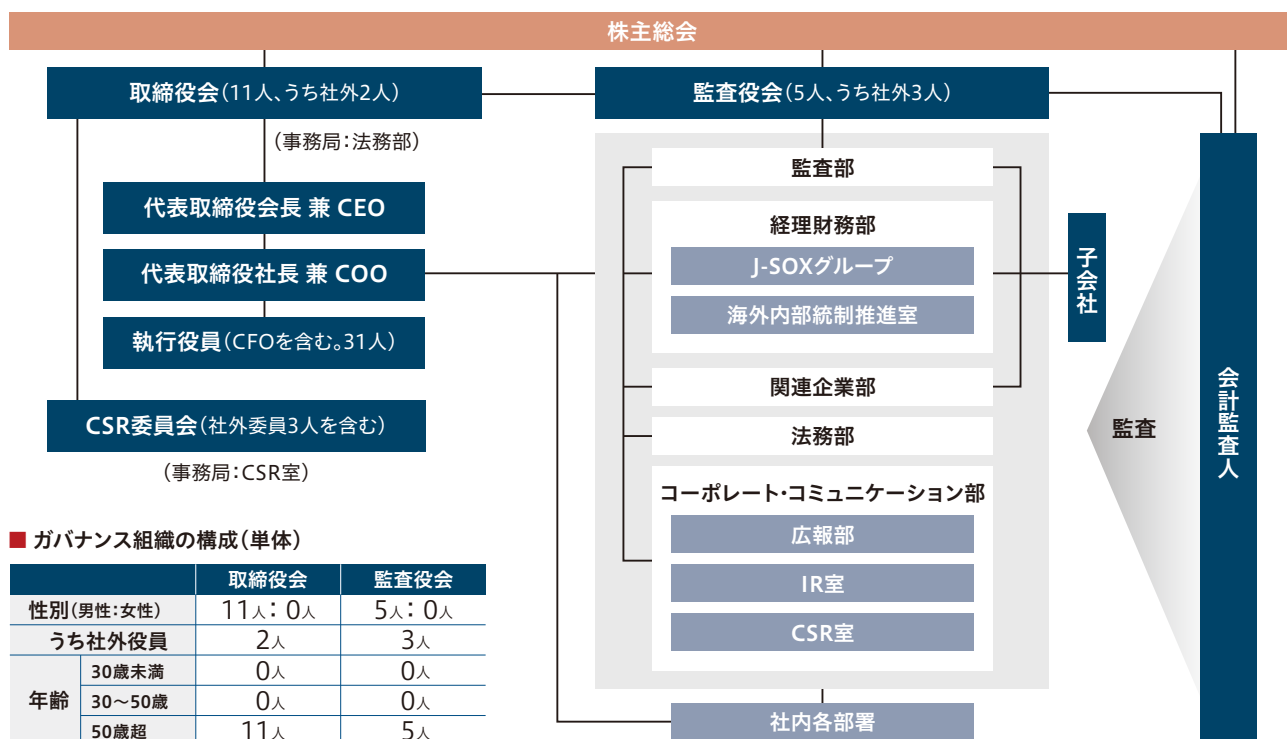 株主総会
取締役会(11人、うち社外2人)
監査役会(5人、うち社外3人)
(事務局:法務部)
代表取締役会長 兼 CEO
代表取締役社長 兼 COO
執行役員(CFOを含む。31人)
CSR委員会(社外委員3人を含む)
(事務局:CSR室)
監査部
経理財務部
J-SOXグループ
海外内部統制推進室
関連企業部
法務部
コーポレート・コミュニケーション部
広報部
IR室
CSR室
社内各部署
子会社
監査
会計監査人
■ ガバナンス組織の構成(単体)
取締役会 監査役会
性別(男性:女性) 11人:0人 5人:0人
うち社外役員 2人 3人
年齢 30歳未満 0人 0人
30〜50歳 0人 0人
50歳超 11人 5人